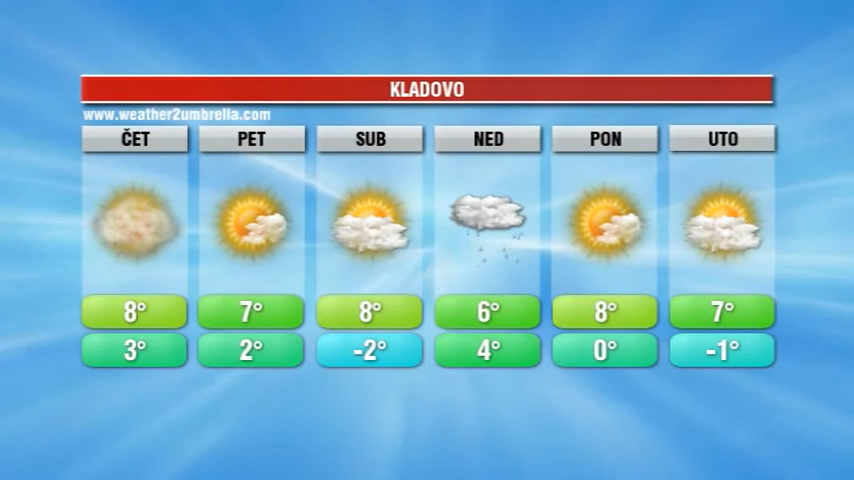 KLADOVO
www.weather2umbrella.com
ČET PET SUB NED PON UTO
8° 7° 8° 6° 8° 7°
3° 2° -2° 4° 0° -1°